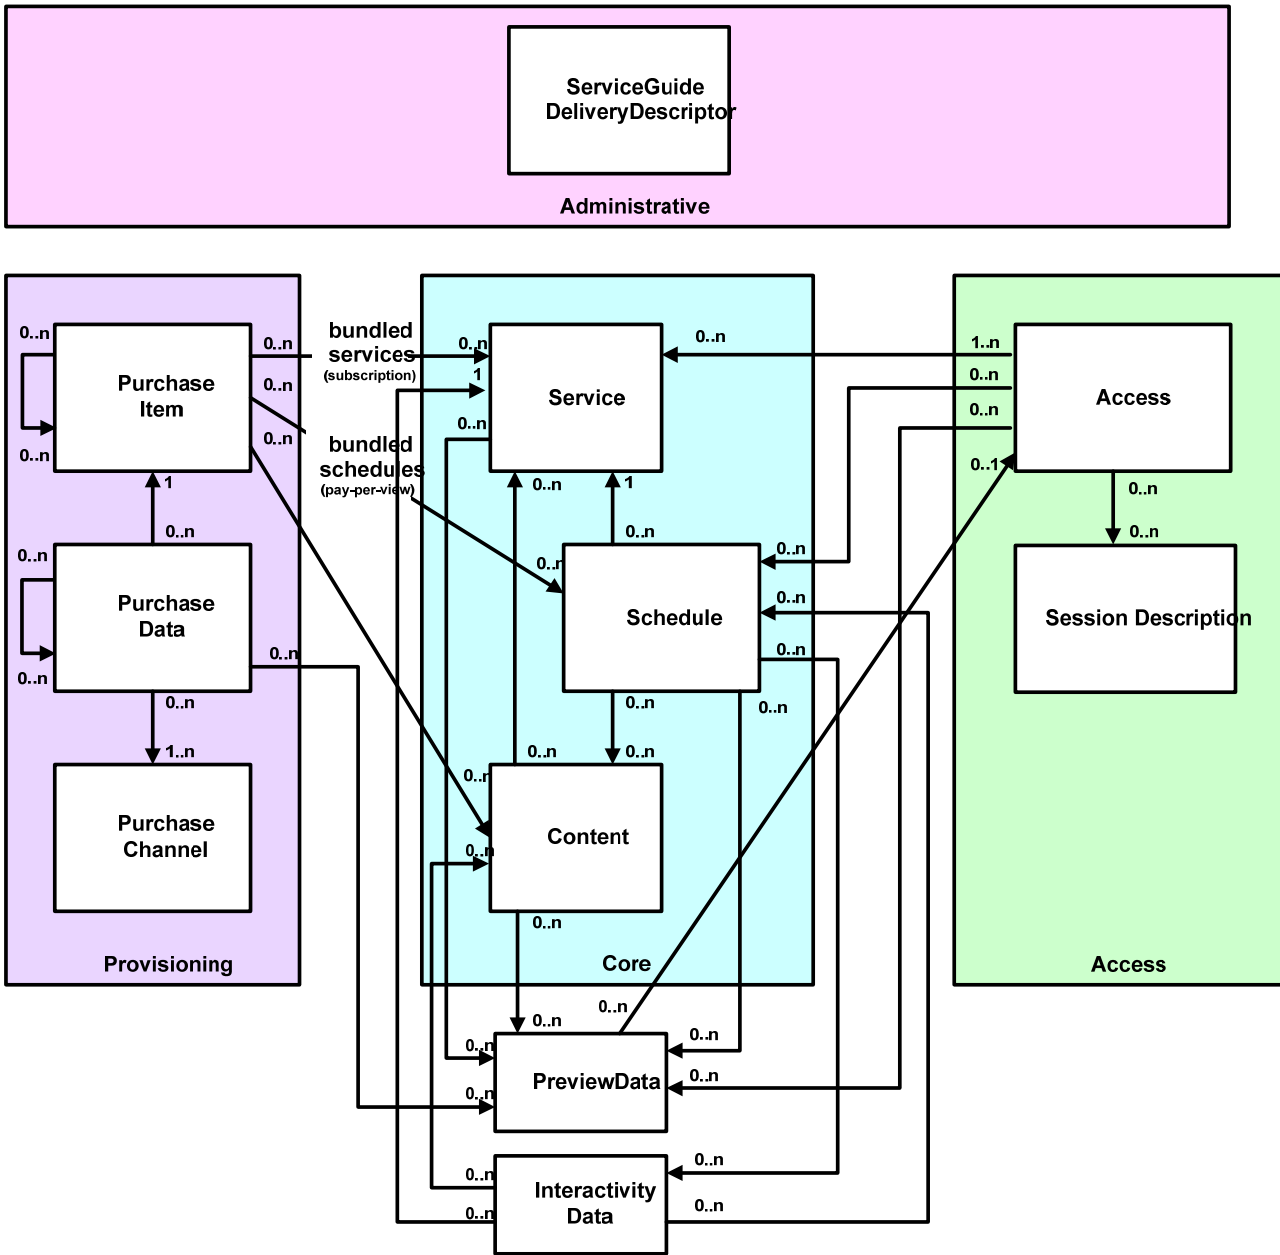 ServiceGuide
DeliveryDescriptor
Administrative
0..n
0..n
bundled
services
(subscription)
0..n
0..n
1..n
Purchase
Item
0..n
1
Service
0..n
Access
0..n
0..n
0..n
0..n
bundled
schedules
(pay-per-view)
0..n
0..1
1
0..n
1
0..n
0..n
0..n
0..n
0..n
0..n
Purchase
Data
0..n
Schedule
Session Description
0..n
0..n
0..n
0..n
0..n
0..n
1..n
0..n
0..n
0..n
Purchase
Channel
Content
0..n
0..n
Provisioning
Core
Access
0..n
0..n
0..n
0..n
PreviewData
0..n
0..n
0..n
0..n
Interactivity
Data
0..n
0..n